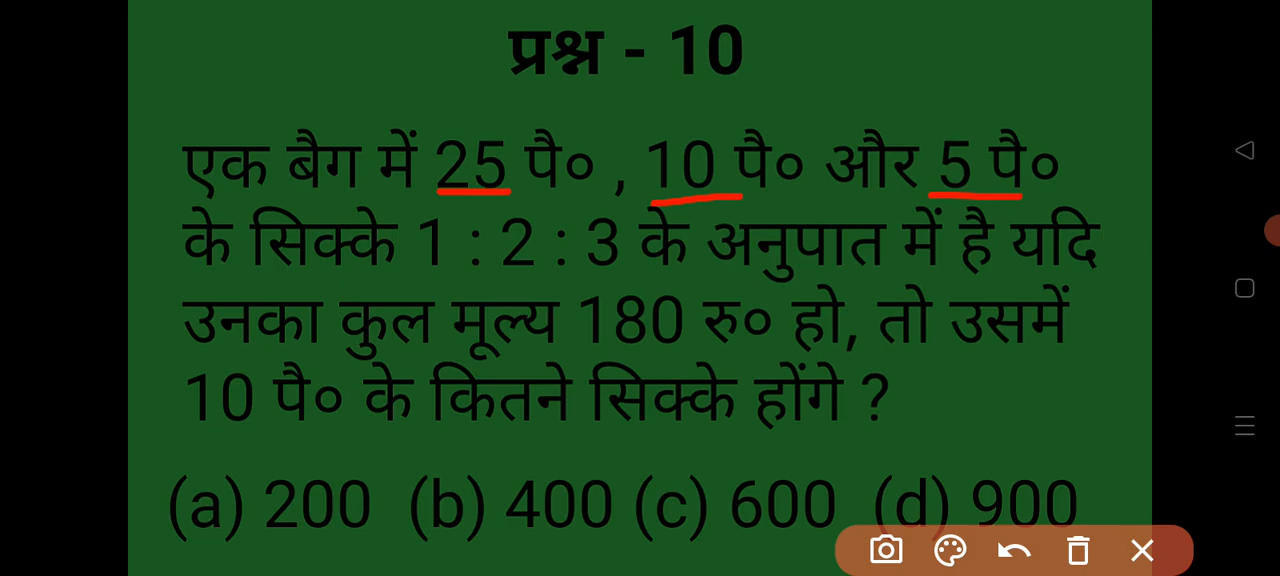 प्रश्न - 10
एक बैग में 25 पै० , 10 पै० और 5 पै०
के सिक्के 1 : 2 : 3 के अनुपात में है यदि
उनका कुल मूल्य 180 रु० हो, तो उसमें
10 पै० के कितने सिक्के होंगे ?
(a) 200 (b) 400 (c) 600 (d) 900